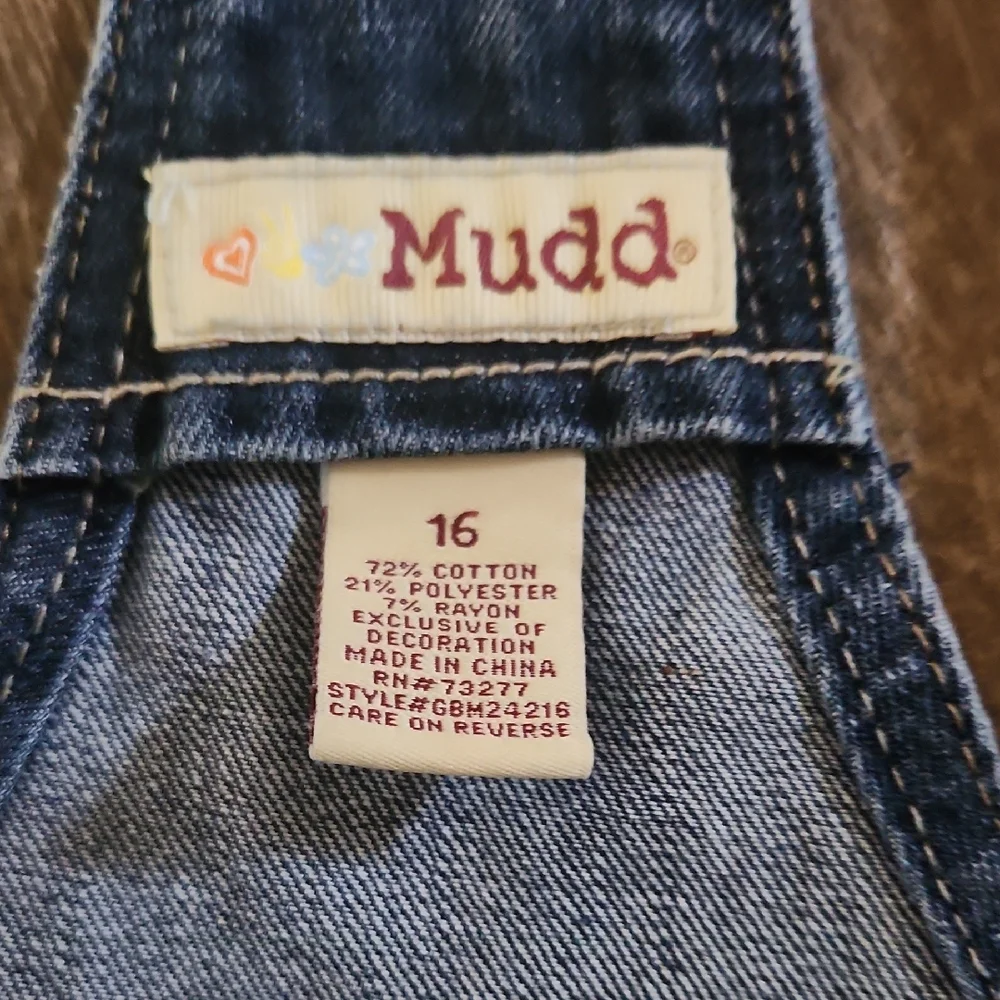 Mudd®
16
72% COTTON
21% POLYESTER
7% RAYON
EXCLUSIVE OF
DECORATION
MADE IN CHINA
RN#73277
STYLE#GBM24216
CARE ON REVERSE